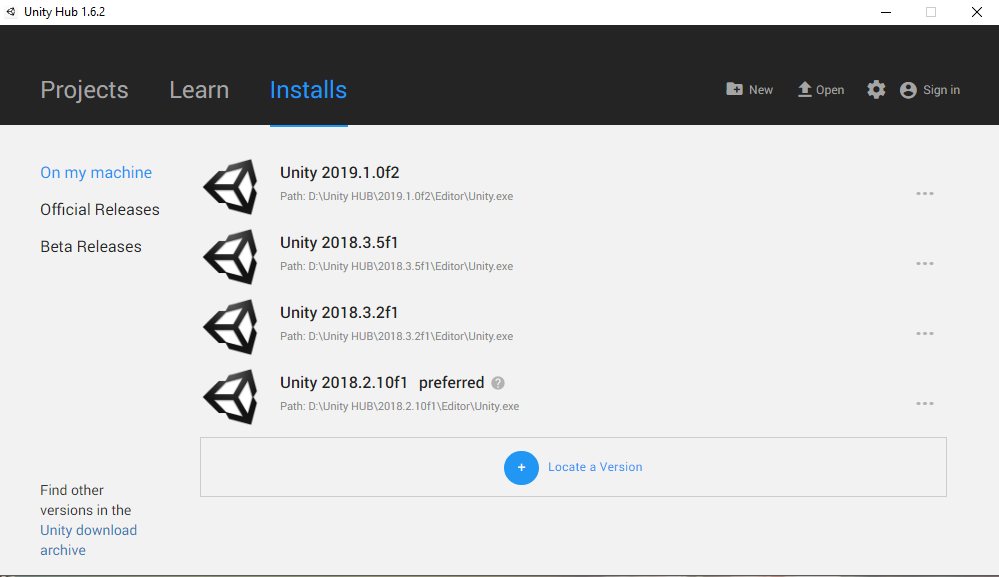 Unity Hub 1.6.2
Projects Learn Installs New Open Sign in
On my machine
Official Releases
Beta Releases
Unity 2019.1.0f2
Path: D:\Unity HUB\2019.1.0f2\Editor\Unity.exe
Unity 2018.3.5f1
Path: D:\Unity HUB\2018.3.5f1\Editor\Unity.exe
Unity 2018.3.2f1
Path: D:\Unity HUB\2018.3.2f1\Editor\Unity.exe
Unity 2018.2.10f1 preferred ?
Path: D:\Unity HUB\2018.2.10f1\Editor\Unity.exe
+ Locate a Version
Find other
versions in the
Unity download
archive